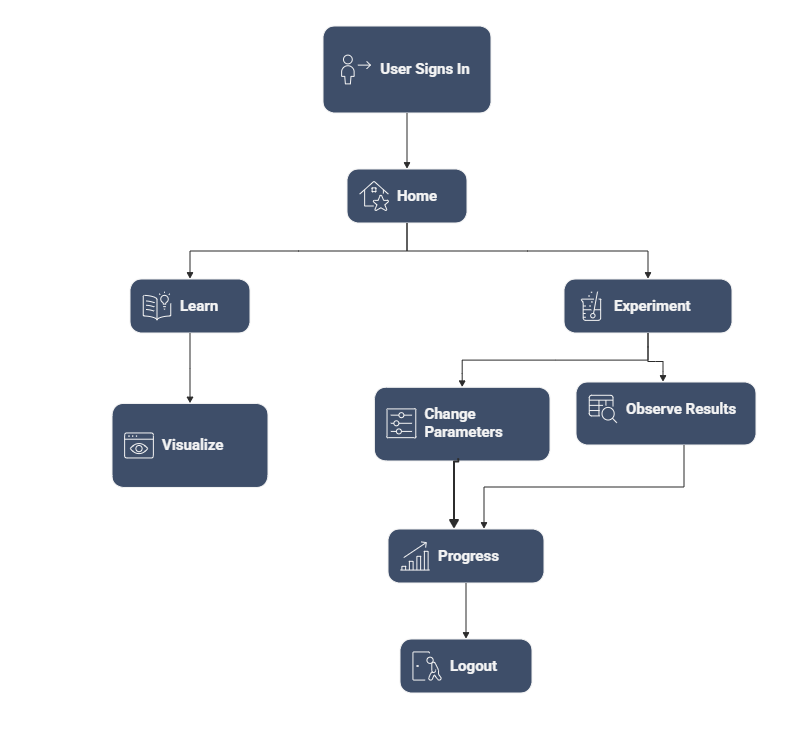 User Signs In
Home
Learn
Experiment
Change
Parameters
Observe Results
Visualize
Progress
Logout